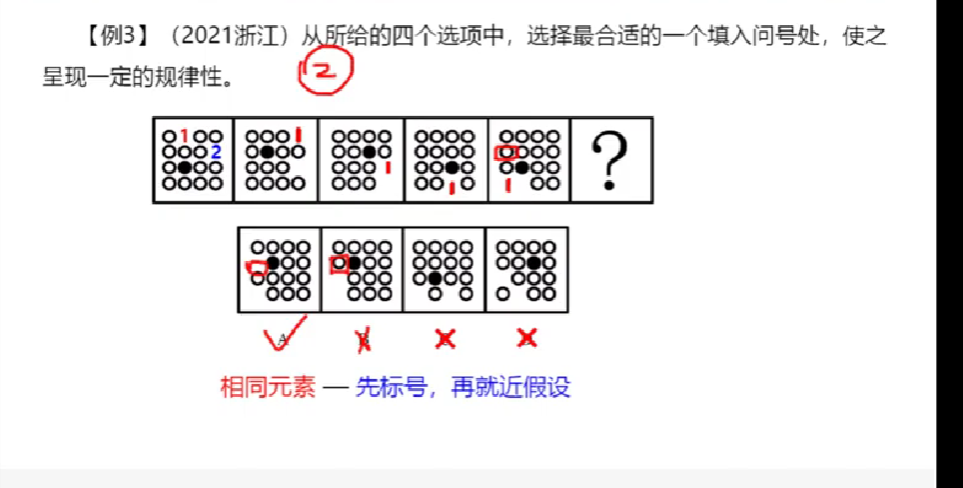 【例3】（2021浙江）从所给的四个选项中，选择最合适的一个填入问号处，使之
呈现一定的规律性。
2
1 1
2
1
1 1
?
A
相同元素 — 先标号，再就近假设